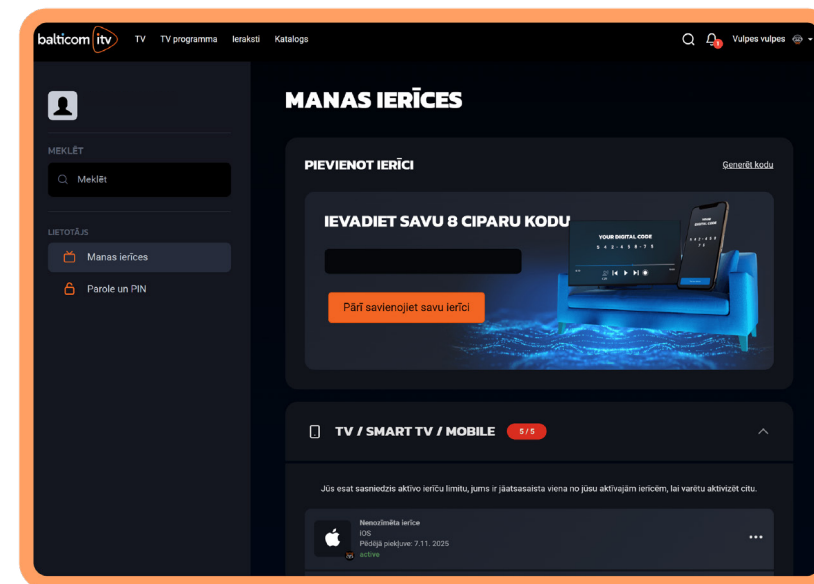 balticom itv TV TV programma Ieraksti Katalogs 1 Vulpes vulpes
MANAS IERĪCES
MEKLĒT
Meklēt
LIETOTĀJS
Manas ierīces
Parole un PIN
PIEVIENOT IERĪCI Ģenerēt kodu
IEVADIET SAVU 8 CIPARU KODU
Pārī savienojiet savu ierīci
YOUR DIGITAL CODE
5 4 2 - 4 5 8 - 7 5
TV / SMART TV / MOBILE 5/5
Jūs esat sasniedzis aktīvo ierīču limitu, jums ir jāatsasaista viena no jūsu aktīvajām ierīcēm, lai varētu aktivizēt citu.
Nenozīmēta ierīce
iOS
Pēdējā piekļuve: 7.11. 2025
active